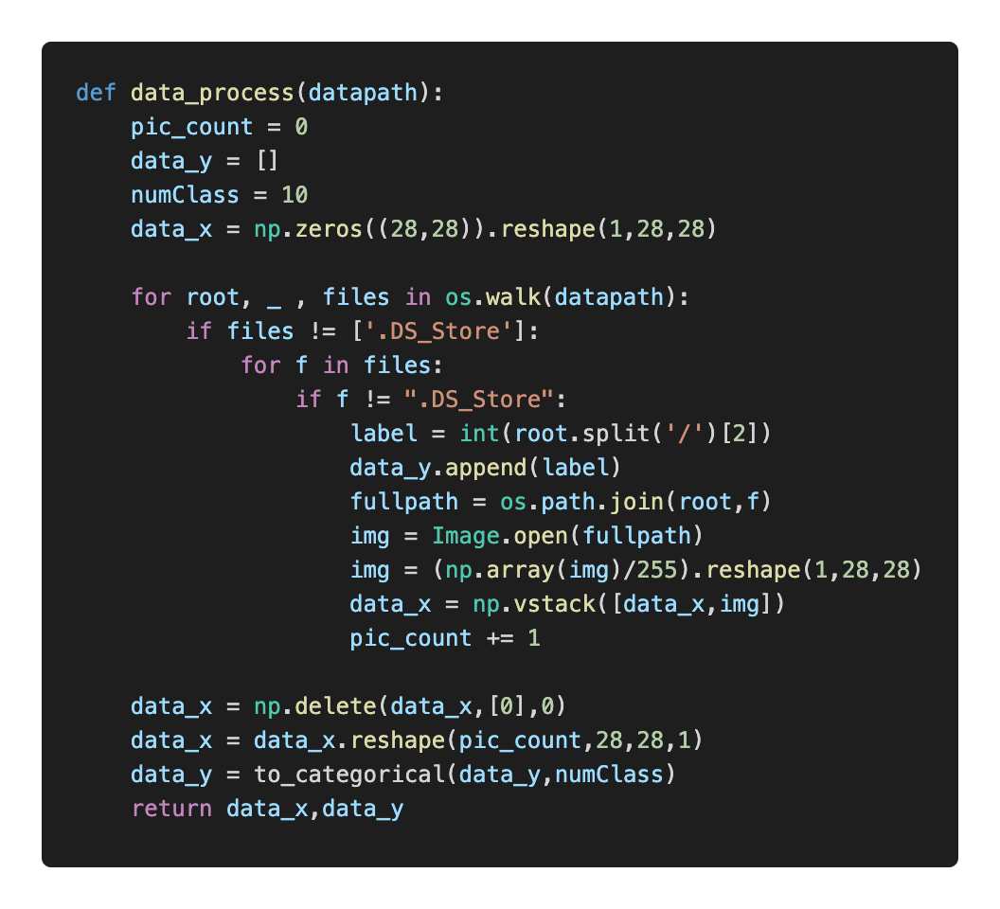 def data_process(datapath):
    pic_count = 0
    data_y = []
    numClass = 10
    data_x = np.zeros((28,28)).reshape(1,28,28)

    for root, _ , files in os.walk(datapath):
        if files != ['.DS_Store']:
            for f in files:
                if f != ".DS_Store":
                    label = int(root.split('/')[2])
                    data_y.append(label)
                    fullpath = os.path.join(root,f)
                    img = Image.open(fullpath)
                    img = (np.array(img)/255).reshape(1,28,28)
                    data_x = np.vstack([data_x,img])
                    pic_count += 1

    data_x = np.delete(data_x,[0],0)
    data_x = data_x.reshape(pic_count,28,28,1)
    data_y = to_categorical(data_y,numClass)
    return data_x,data_y